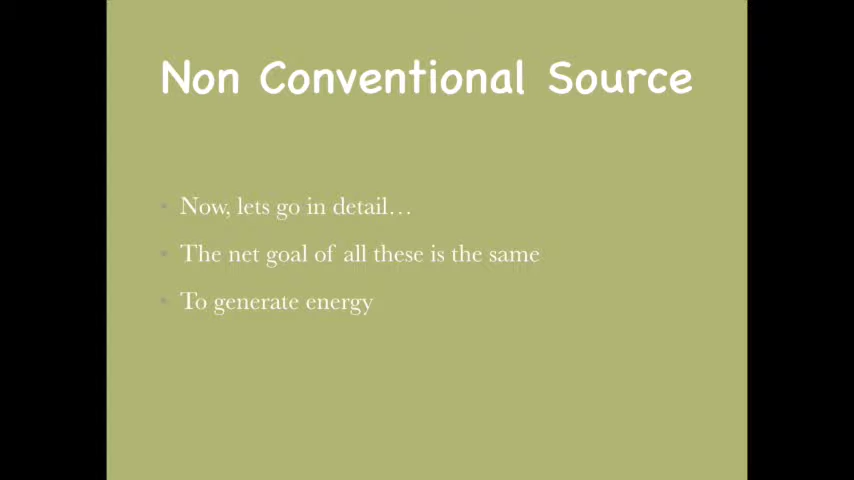 Non Conventional Source
Now, lets go in detail…
The net goal of all these is the same
To generate energy